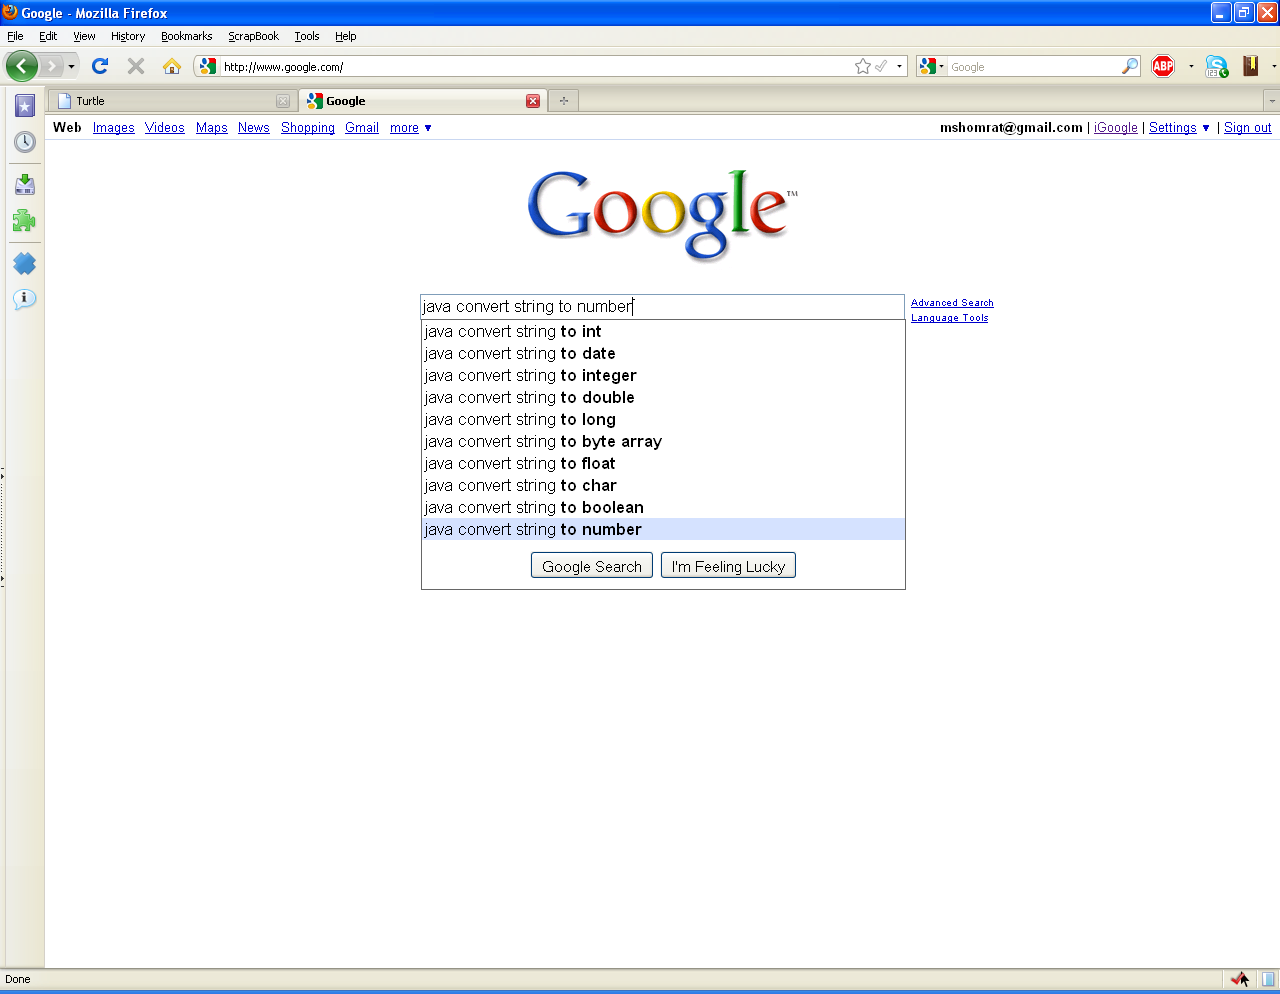 Google - Mozilla Firefox
File Edit View History Bookmarks ScrapBook Tools Help
http://www.google.com/ Google ABP 123
Turtle Google
Web Images Videos Maps News Shopping Gmail more ▼ mshomrat@gmail.com | iGoogle | Settings ▼ | Sign out
Google™
java convert string to number Advanced Search
Language Tools
java convert string to int
java convert string to date
java convert string to integer
java convert string to double
java convert string to long
java convert string to byte array
java convert string to float
java convert string to char
java convert string to boolean
java convert string to number
Google Search I'm Feeling Lucky
Done